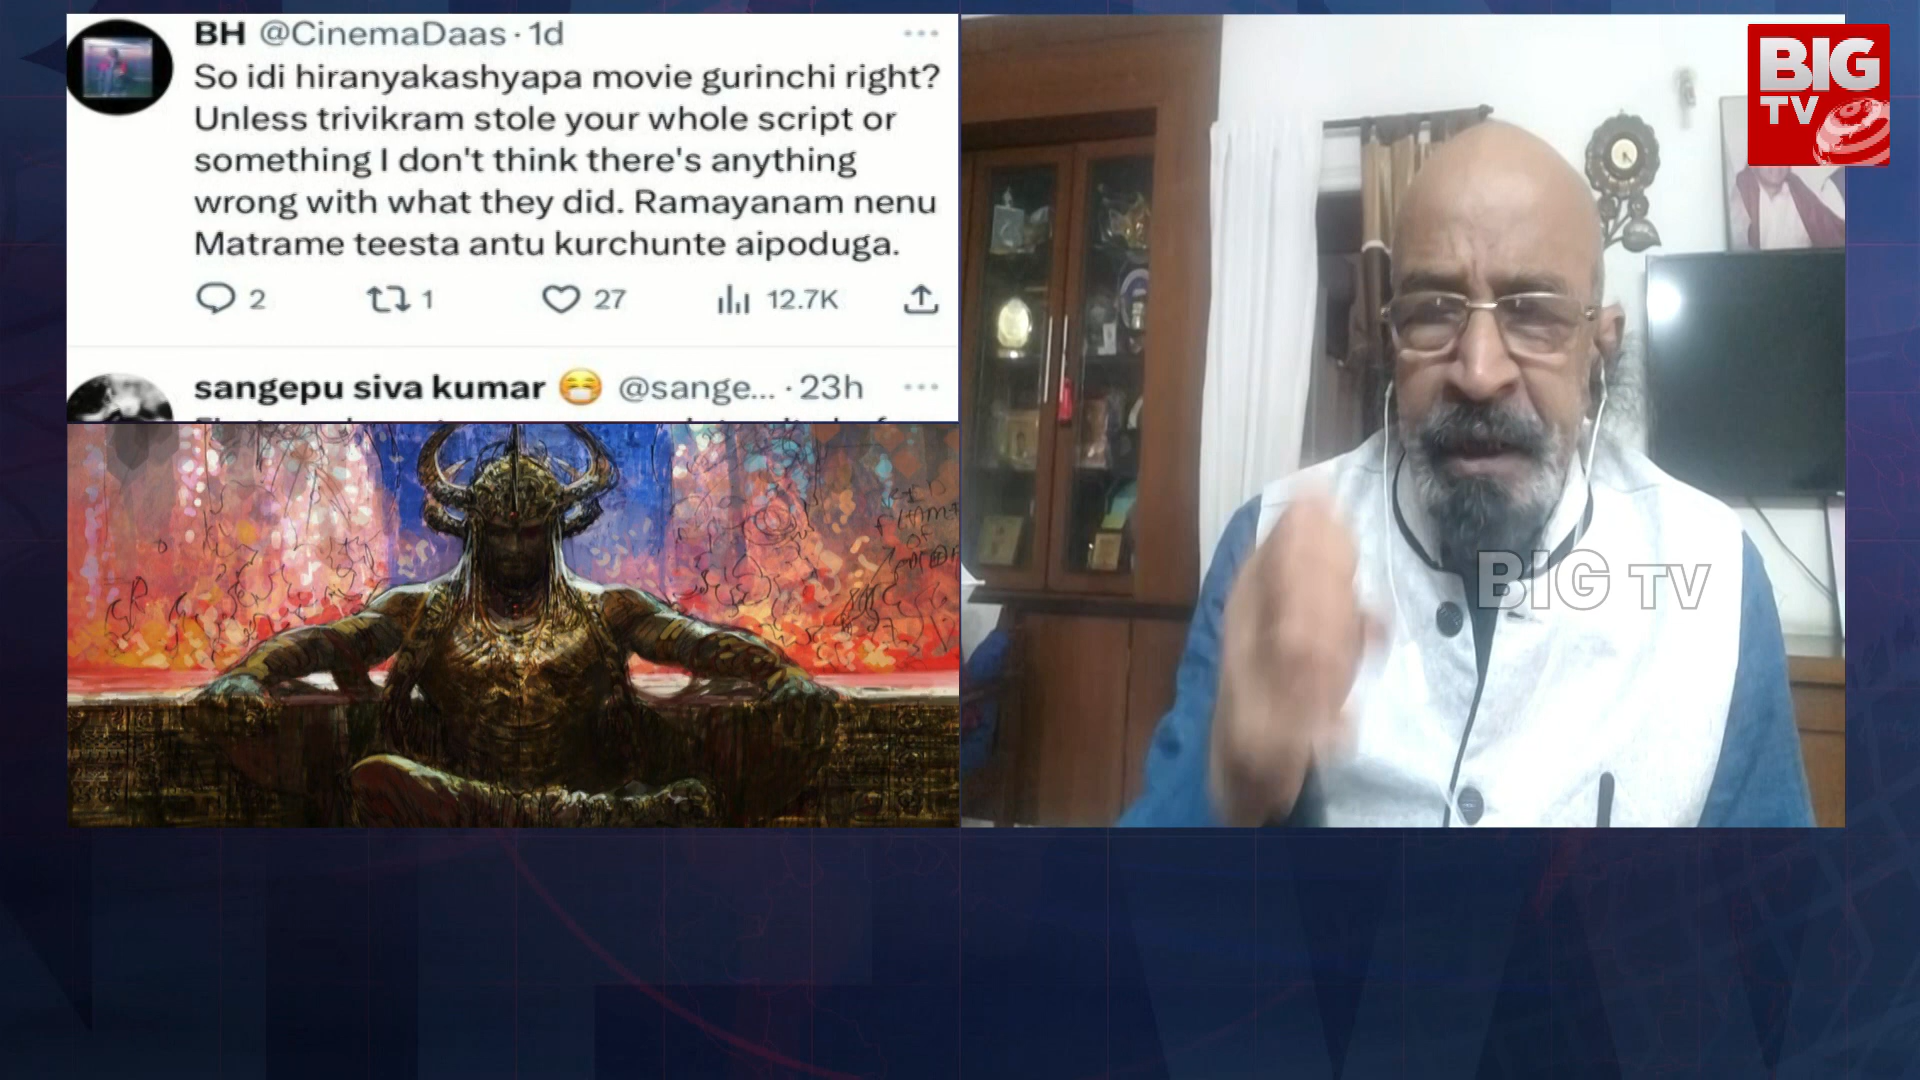 BH @CinemaDaas · 1d
So idi hiranyakashyapa movie gurinchi right?
Unless trivikram stole your whole script or
something I don't think there's anything
wrong with what they did. Ramayanam nenu
Matrame teesta antu kurchunte aipoduga.
2 1 27 12.7K
sangepu siva kumar 😷 @sange... · 23h
BIG
TV
BIG TV